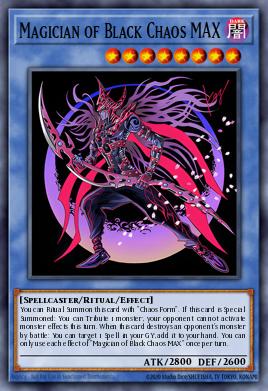 MAGICIAN OF BLACK CHAOS MAX
DARK
闇
[SPELLCASTER/RITUAL/EFFECT]
You can Ritual Summon this card with "Chaos Form". If this card is Special
Summoned: You can Tribute 1 monster; your opponent cannot activate
monster effects this turn. When this card destroys an opponent's monster
by battle: You can target 1 Spell in your GY; add it to your hand. You can
only use each effect of "Magician of Black Chaos MAX" once per turn.
ATK/2800 DEF/2600
©2020 Studio Dice/SHUEISHA, TV TOKYO, KONAMI